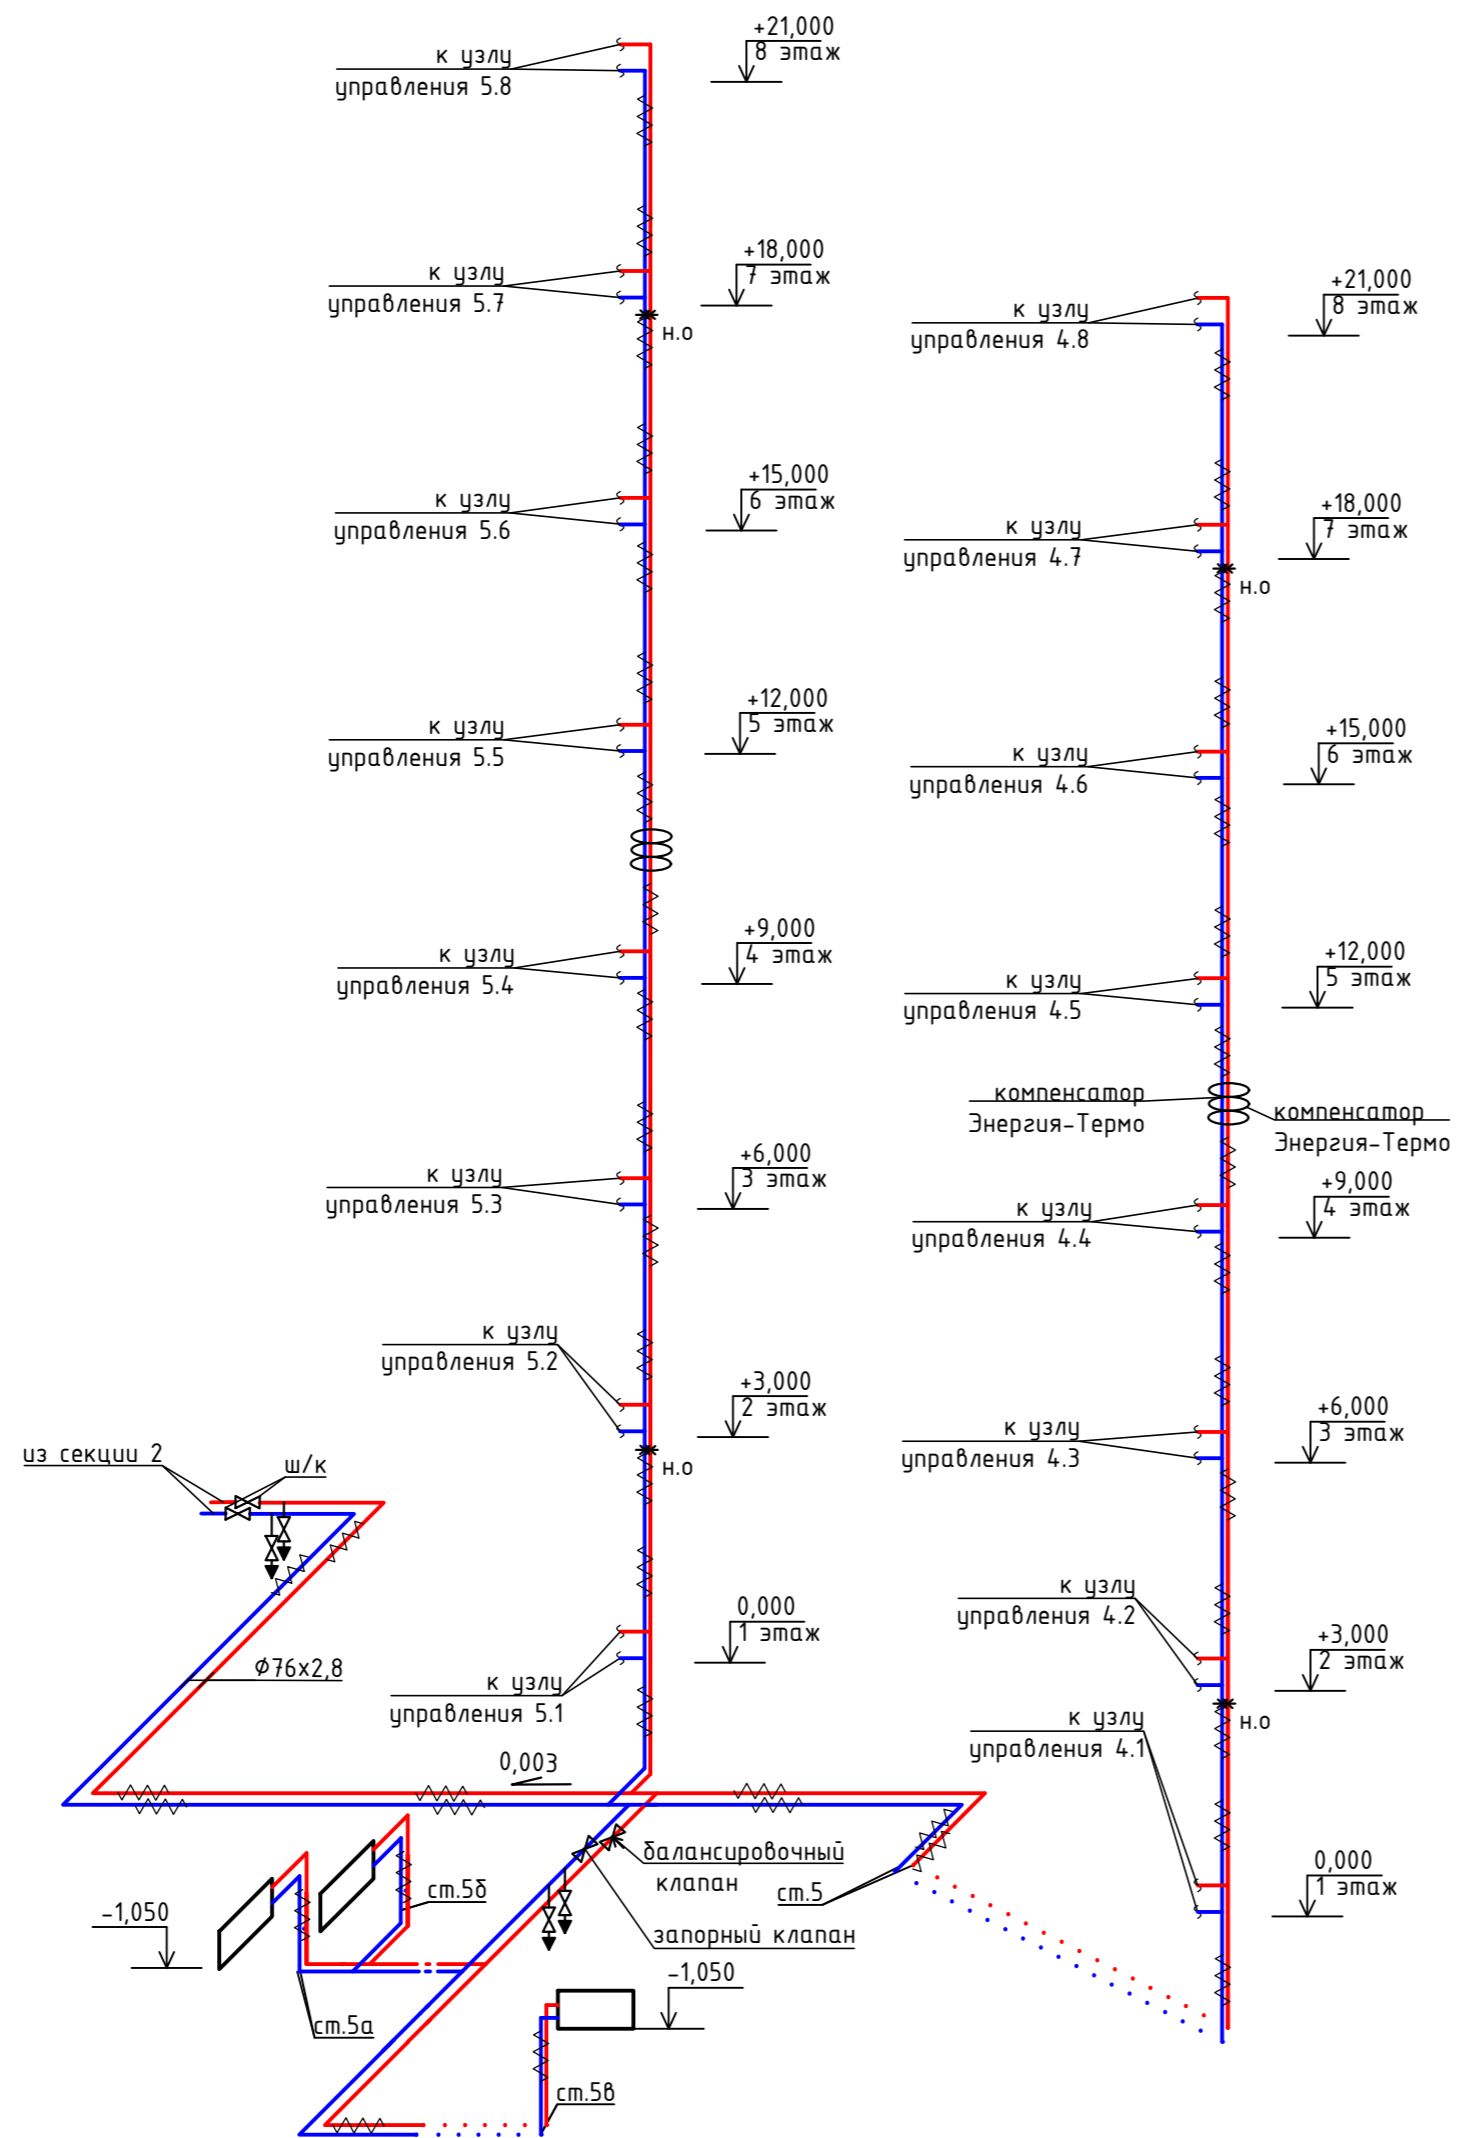 к узлу
управления 5.8
+21,000
8 этаж
к узлу
управления 5.7
+18,000
7 этаж
н.о
к узлу
управления 5.6
+15,000
6 этаж
к узлу
управления 5.5
+12,000
5 этаж
к узлу
управления 5.4
+9,000
4 этаж
к узлу
управления 5.3
+6,000
3 этаж
к узлу
управления 5.2
+3,000
2 этаж
н.о
к узлу
управления 5.1
0,000
1 этаж
к узлу
управления 4.8
+21,000
8 этаж
к узлу
управления 4.7
+18,000
7 этаж
н.о
к узлу
управления 4.6
+15,000
6 этаж
к узлу
управления 4.5
+12,000
5 этаж
компенсатор
Энергия-Термо
компенсатор
Энергия-Термо
к узлу
управления 4.4
+9,000
4 этаж
к узлу
управления 4.3
+6,000
3 этаж
к узлу
управления 4.2
+3,000
2 этаж
н.о
к узлу
управления 4.1
0,000
1 этаж
из секции 2
ш/к
ϕ76х2,8
0,003
балансировочный
клапан
запорный клапан
ст.5
ст.5б
-1,050
ст.5а
-1,050
ст.5в